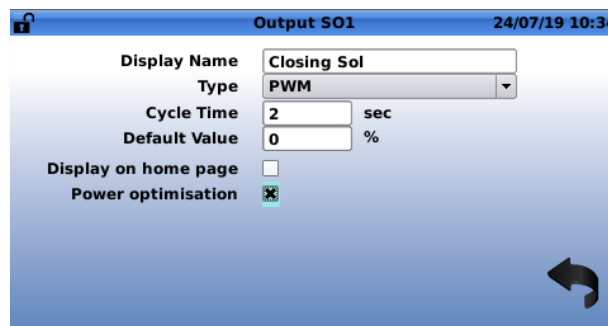 Output SO1 24/07/19 10:3
Display Name Closing Sol
Type PWM
Cycle Time 2 sec
Default Value 0 %
Display on home page
Power optimisation